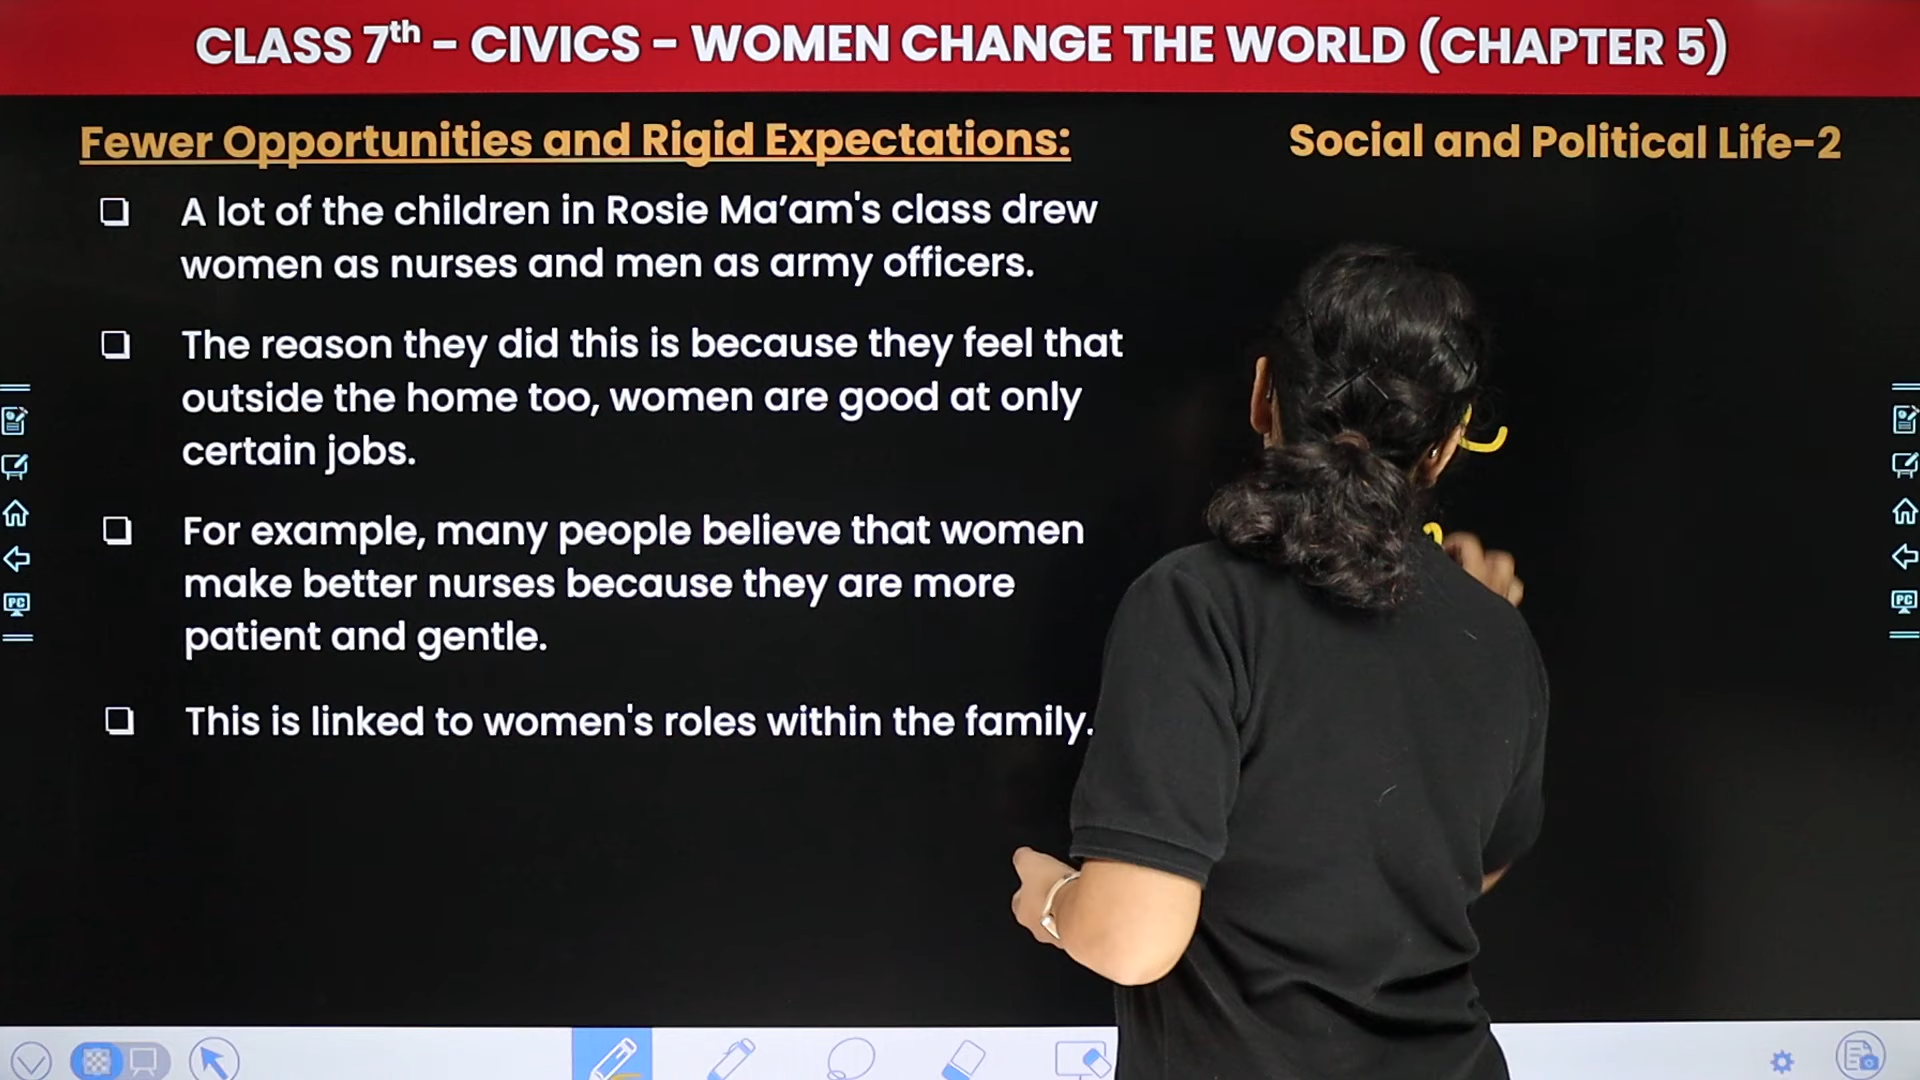 CLASS 7th – CIVICS – WOMEN CHANGE THE WORLD (CHAPTER 5)
Fewer Opportunities and Rigid Expectations:
Social and Political Life-2
❏ A lot of the children in Rosie Ma’am's class drew
women as nurses and men as army officers.
❏ The reason they did this is because they feel that
outside the home too, women are good at only
certain jobs.
❏ For example, many people believe that women
make better nurses because they are more
patient and gentle.
❏ This is linked to women's roles within the family.
PC
PC